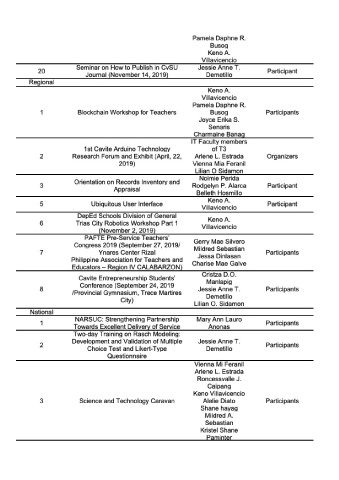 Pamela Daphne R.
Busog
Keno A.
Villavicencio
20 Seminar on How to Publish in CvSU Journal (November 14, 2019) Jessie Anne T. Demetillo Participant
Regional
1 Blockchain Workshop for Teachers Keno A. Villavicencio Pamela Daphne R. Busog Joyce Erika S. Senaris Charmaine Banag Participants
2 1st Cavite Arduino Technology Research Forum and Exhibit (April, 22, 2019) IT Faculty members of T3 Arlene L. Estrada Vienna Mia Feranil Lilian O Sidamon Organizers
3 Orientation on Records Inventory and Appraisal Noimie Perida Rodgelyn P. Alarca Belleth Hosmillo Participant
5 Ubiquitous User Interface Keno A. Villavicencio Participant
6 DepEd Schools Division of General Trias City Robotics Workshop Part 1 (November 2, 2019) Keno A. Villavicencio
7 PAFTE Pre-Service Teachers' Congress 2019 (September 27, 2019/ Ynares Center Rizal Philippine Association for Teachers and Educators – Region IV CALABARZON) Gerry Mae Silvero Mildred Sebastian Jessa Dinlasan Charise Mae Galve Participants
8 Cavite Entrepreneurship Students' Conference (September 24, 2019 /Provincial Gymnasium, Trece Martires City) Cristza D.O. Manlapig Jessie Anne T. Demetillo Lilian O. Sidamon Participants
National
1 NARSUC: Strengthening Partnership Towards Excellent Delivery of Service Mary Ann Lauro Anonas Participants
2 Two-day Training on Rasch Modeling: Development and Validation of Multiple Choice Test and Likert-Type Questionnaire Jessie Anne T. Demetillo Participants
3 Science and Technology Caravan Vienna Mi Feranil Arlene L. Estrada Roncessvalle J. Caipang Keno Villavicencio Alelie Diato Shane hayag Mildred A. Sebastian Kristel Shane Paminter Participants